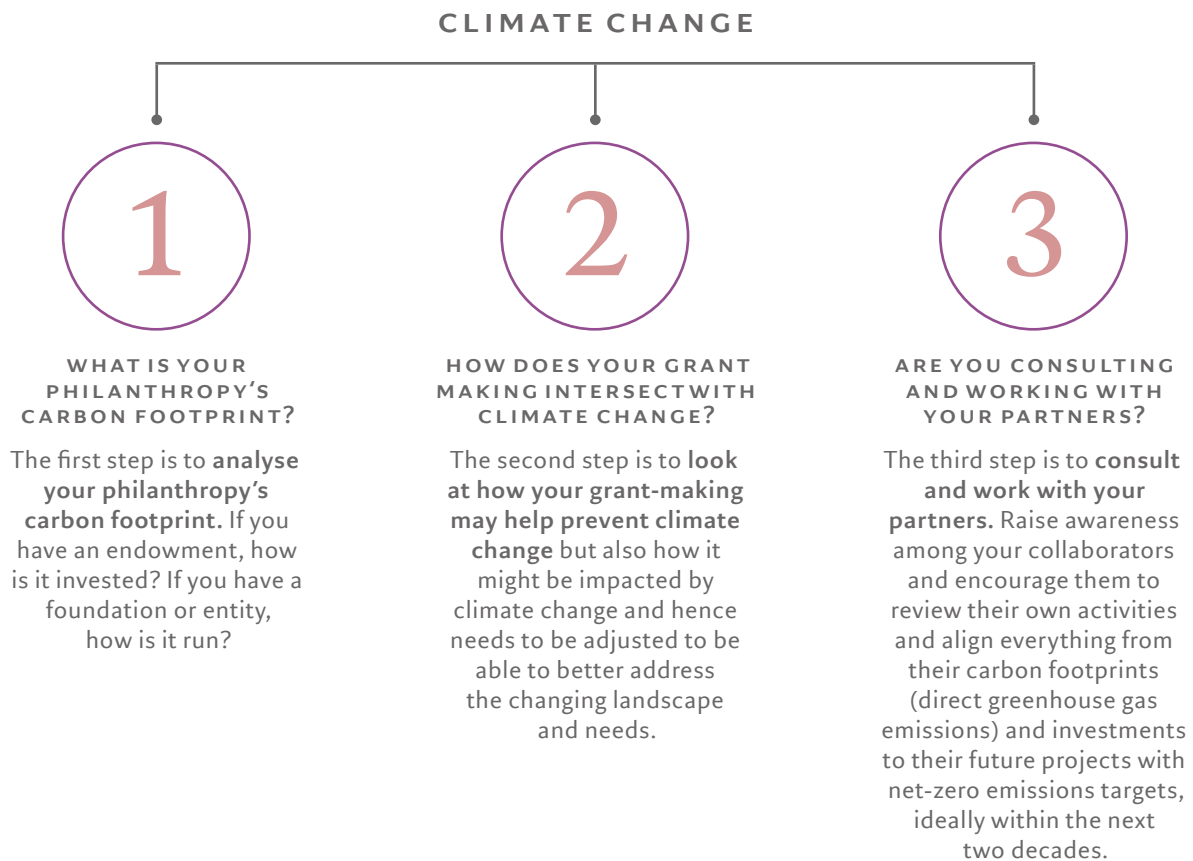 CLIMATE CHANGE
1
WHAT IS YOUR
PHILANTHROPY'S
CARBON FOOTPRINT?
The first step is to analyse
your philanthropy's
carbon footprint. If you
have an endowment, how
is it invested? If you have a
foundation or entity,
how is it run?
2
HOW DOES YOUR GRANT
MAKING INTERSECTWITH
CLIMATE CHANGE?
The second step is to look
at how your grant-making
may help prevent climate
change but also how it
might be impacted by
climate change and hence
needs to be adjusted to be
able to better address
the changing landscape
and needs.
3
ARE YOU CONSULTING
AND WORKING WITH
YOUR PARTNERS?
The third step is to consult
and work with your
partners. Raise awareness
among your collaborators
and encourage them to
review their own activities
and align everything from
their carbon footprints
(direct greenhouse gas
emissions) and investments
to their future projects with
net-zero emissions targets,
ideally within the next
two decades.